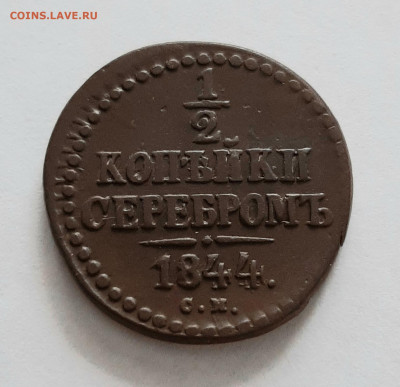 COINS.LAVE.RU
1
2
КОПѢЙКИ
СЕРЕБРОМЪ
1844.
С.М.